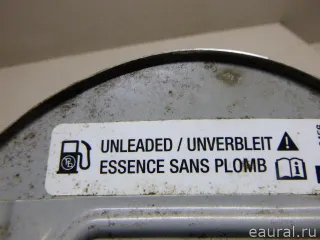 UNLEADED / UNVERBLEIT
ESSENCE SANS PLOMB
eaural.ru